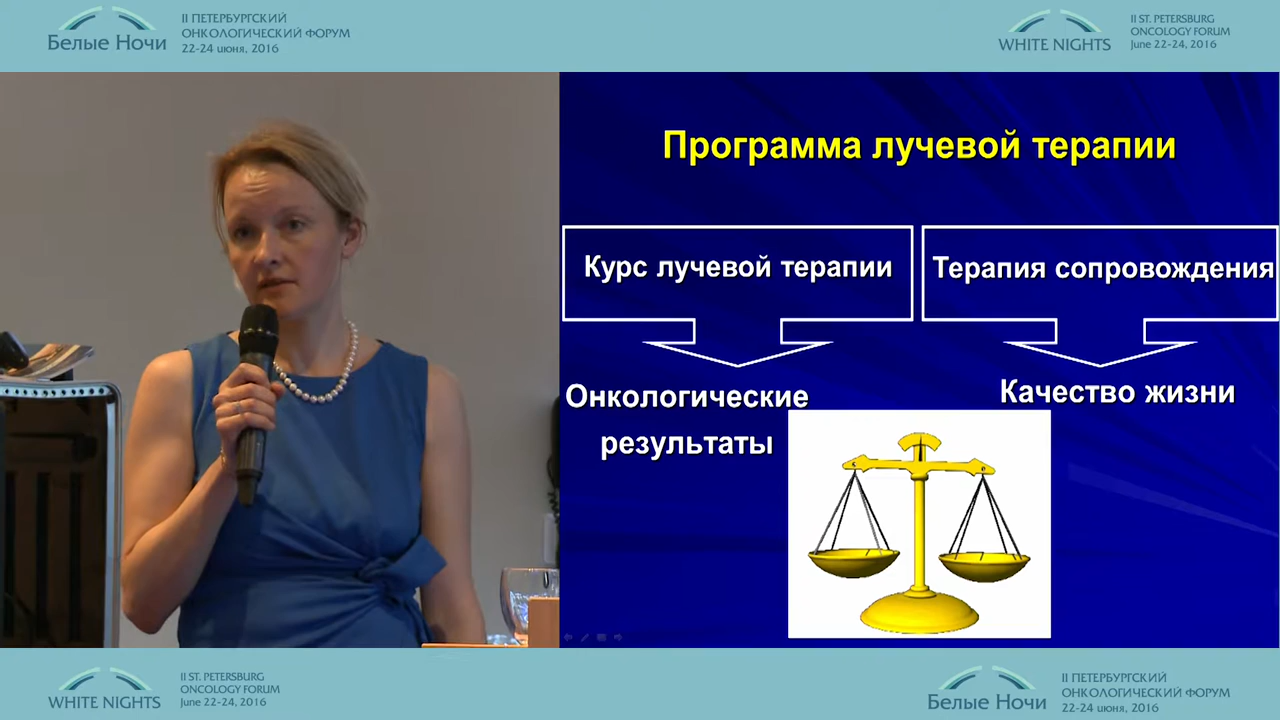 Белые Ночи
II ПЕТЕРБУРГСКИЙ
ОНКОЛОГИЧЕСКИЙ ФОРУМ
22-24 июня, 2016
WHITE NIGHTS
II ST. PETERSBURG
ONCOLOGY FORUM
June 22-24, 2016
Программа лучевой терапии
Курс лучевой терапии
Терапия сопровождения
Онкологические
результаты
Качество жизни
WHITE NIGHTS
II ST. PETERSBURG
ONCOLOGY FORUM
June 22-24, 2016
Белые Ночи
II ПЕТЕРБУРГСКИЙ
ОНКОЛОГИЧЕСКИЙ ФОРУМ
22-24 июня, 2016